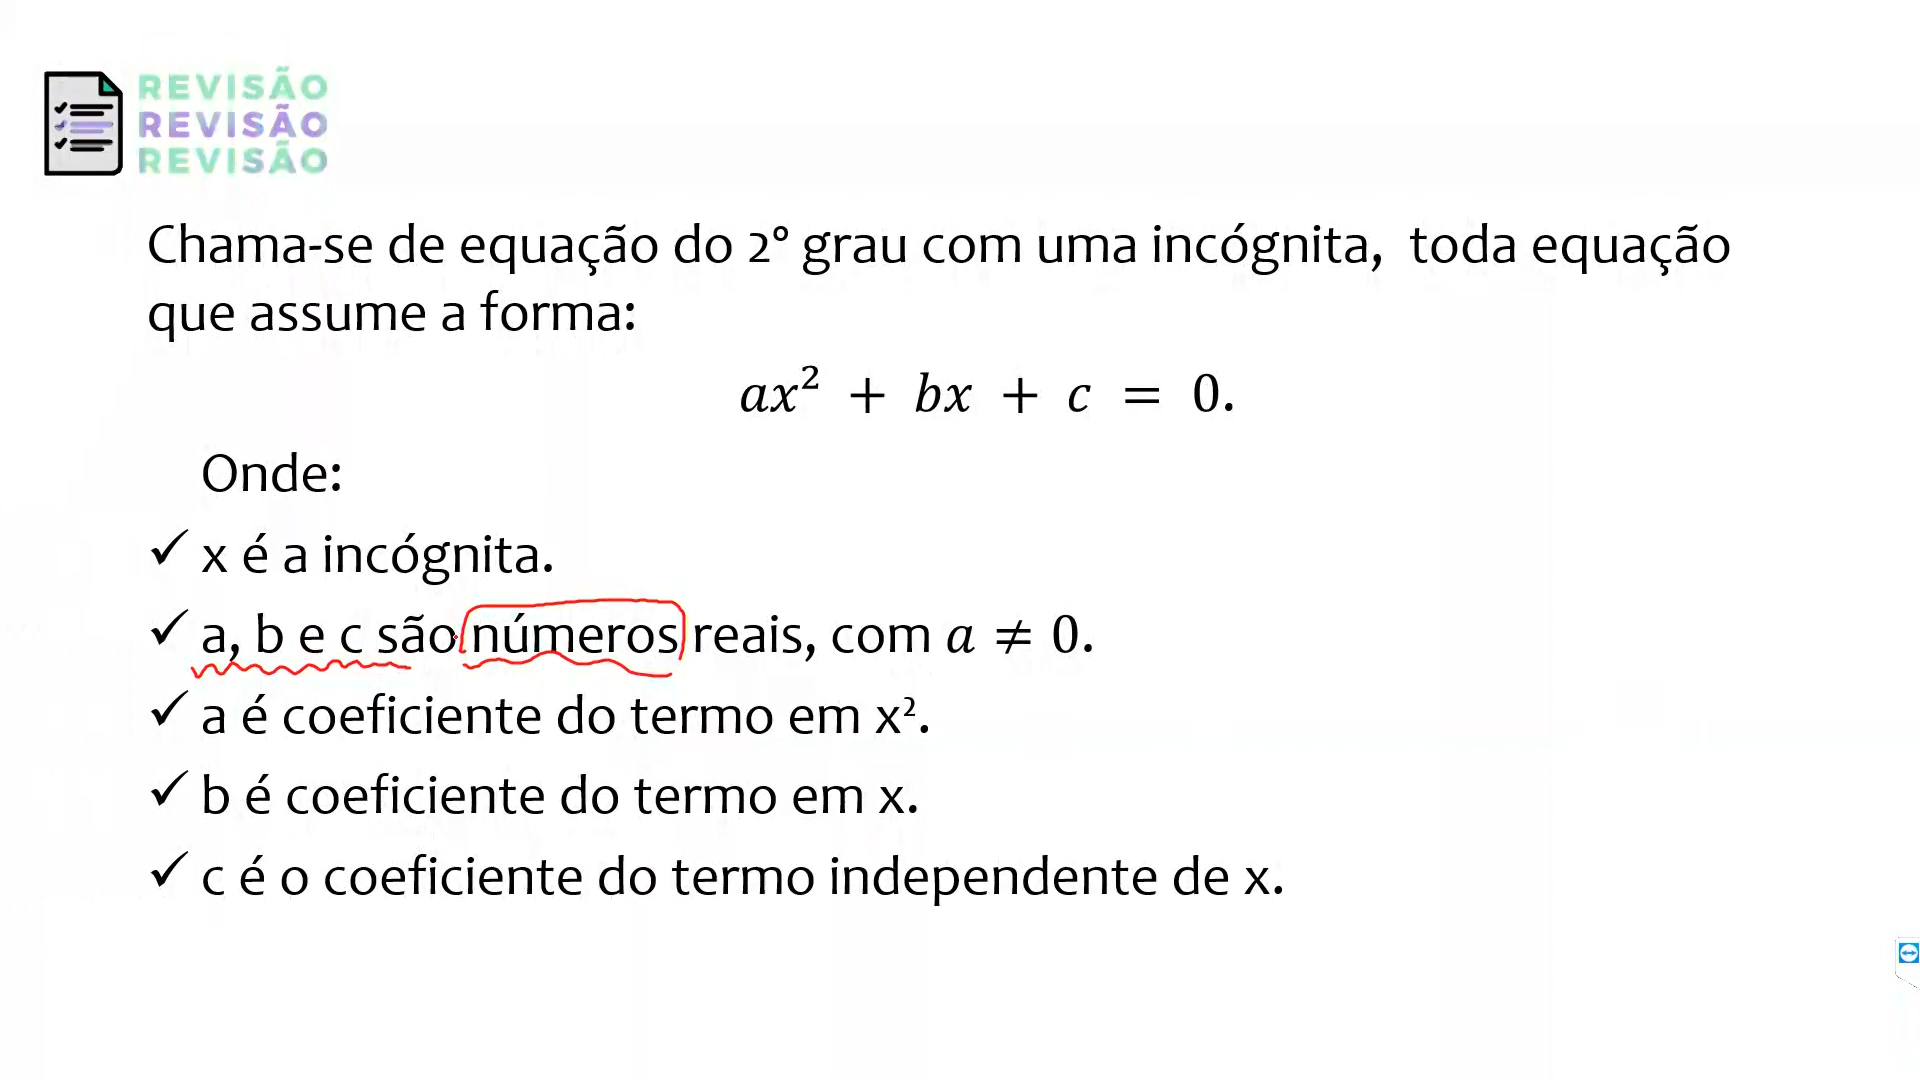 REVISÃO
REVISÃO
REVISÃO
Chama-se de equação do 2º grau com uma incógnita, toda equação
que assume a forma:
ax² + bx + c = 0.
Onde:
✓ x é a incógnita.
✓ a, b e c são números reais, com a ≠ 0.
✓ a é coeficiente do termo em x².
✓ b é coeficiente do termo em x.
✓ c é o coeficiente do termo independente de x.